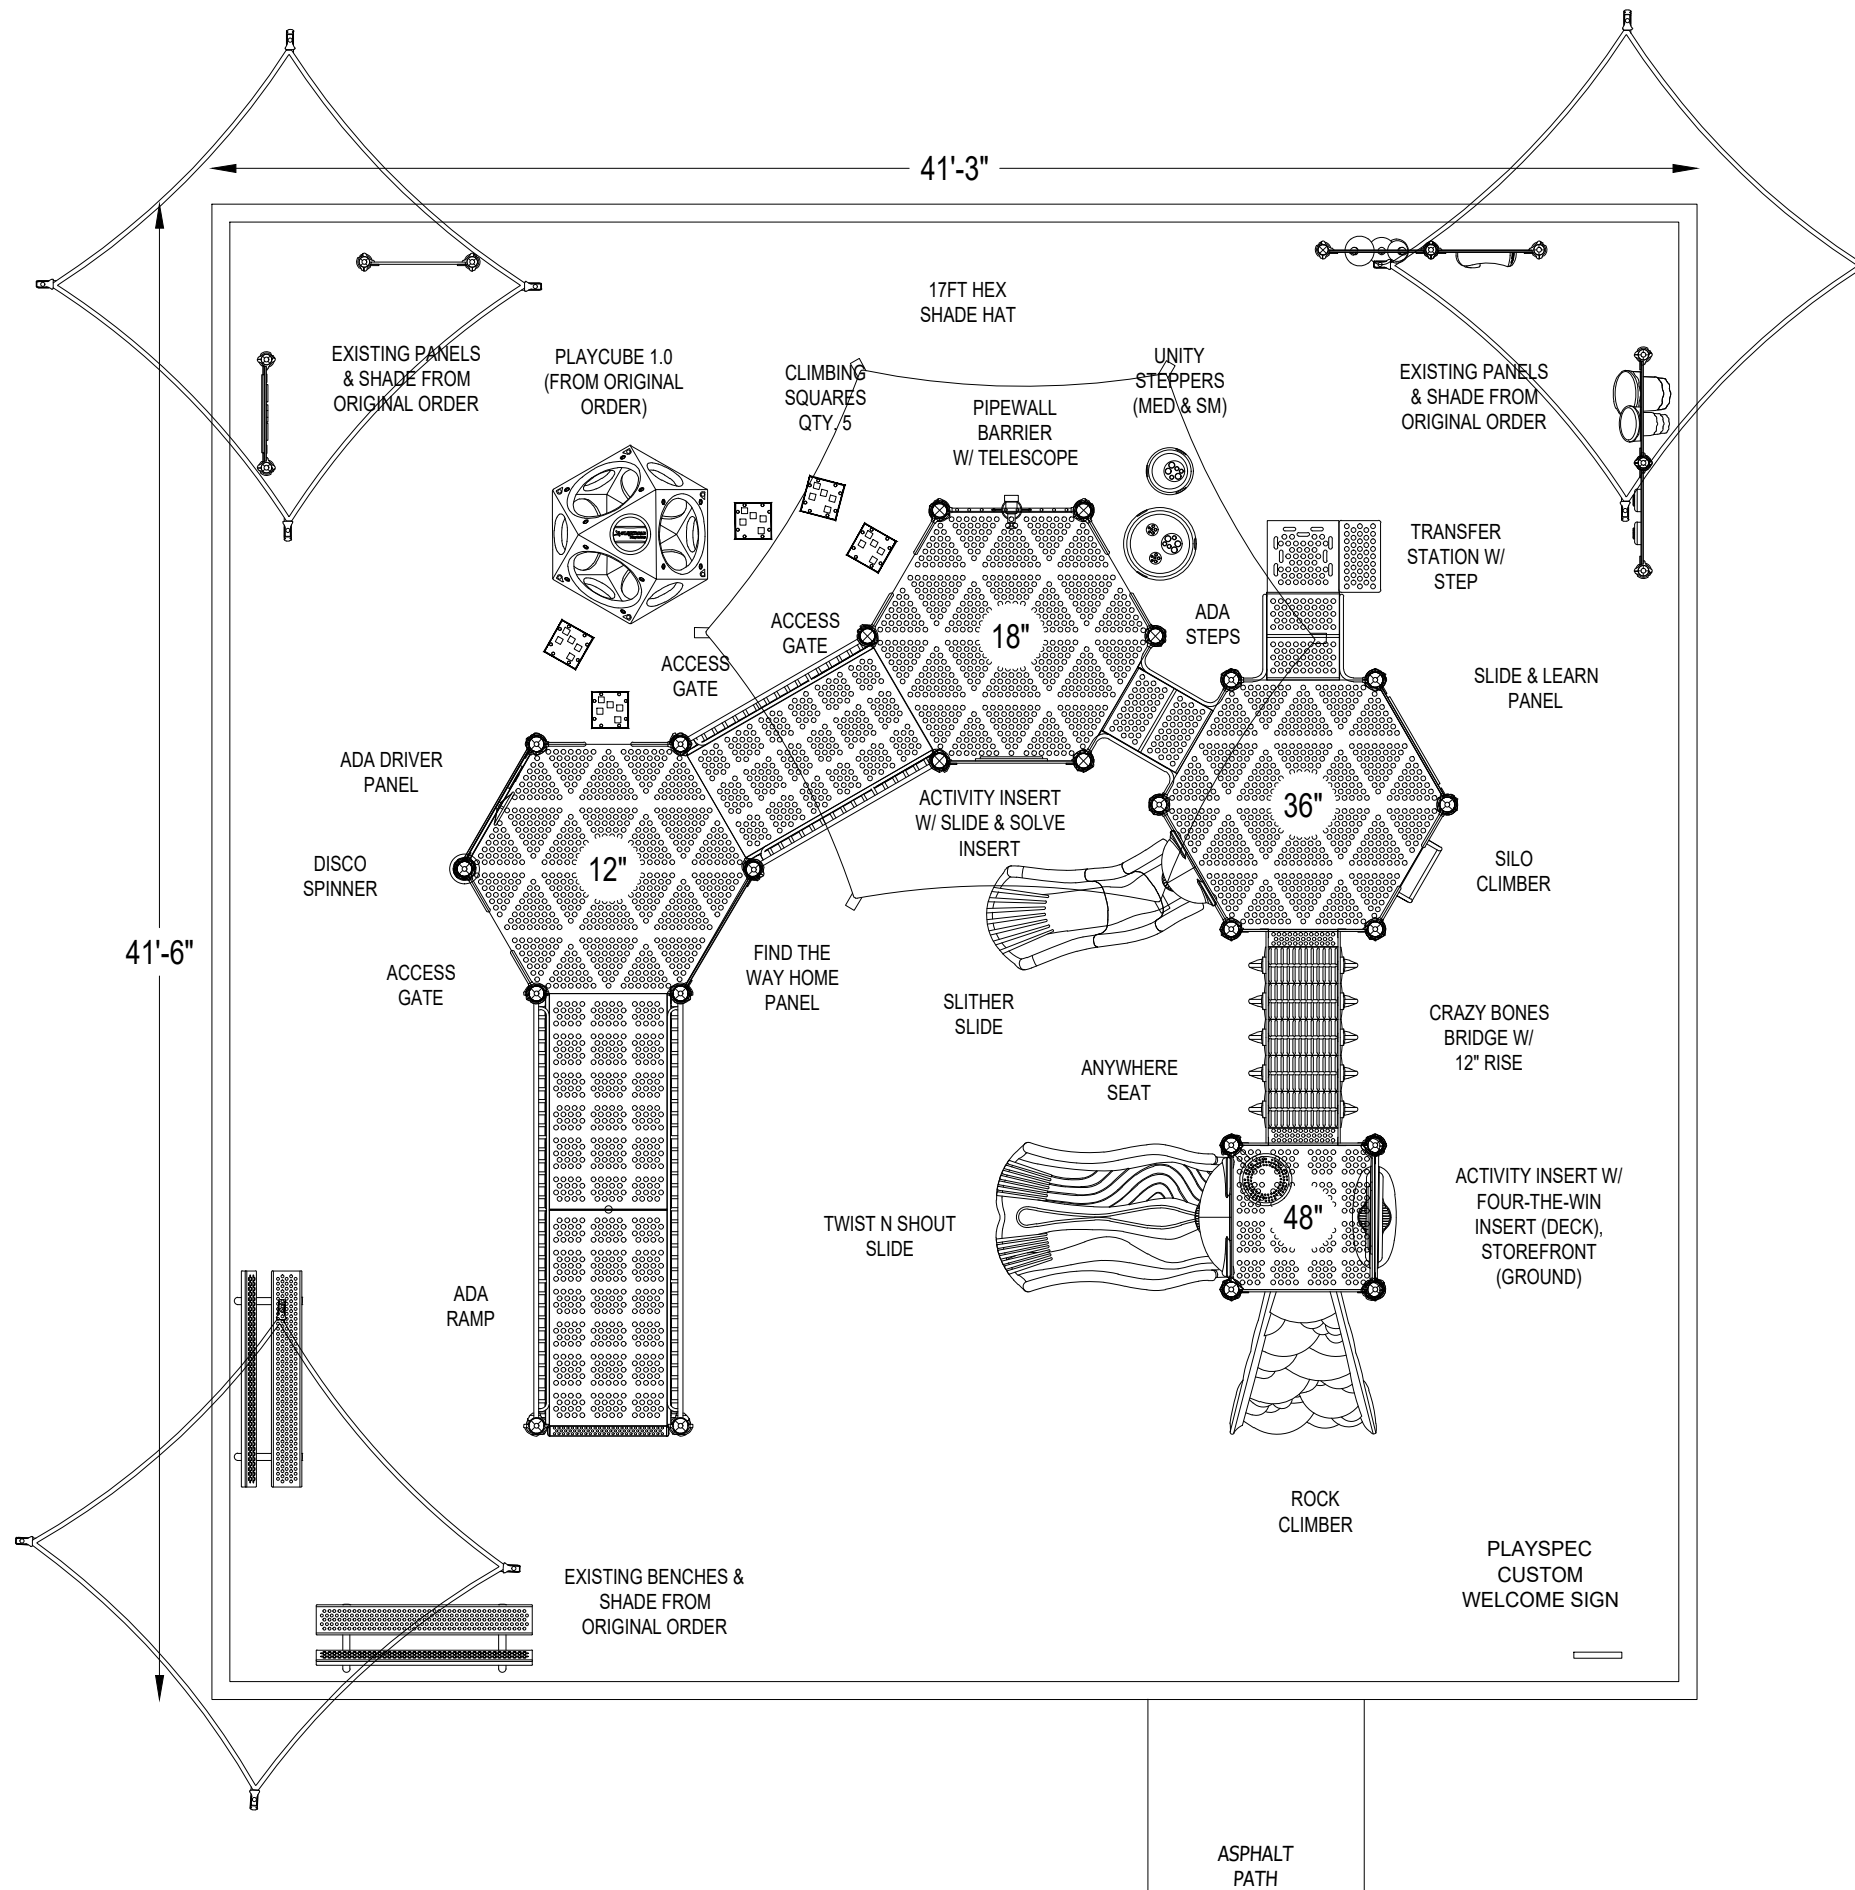 41'-3"
17FT HEX
SHADE HAT
EXISTING PANELS
& SHADE FROM
ORIGINAL ORDER
PLAYCUBE 1.0
(FROM ORIGINAL
ORDER)
CLIMBING
SQUARES
QTY. 5
UNITY
STEPPERS
(MED & SM)
PIPEWALL
BARRIER
W/ TELESCOPE
EXISTING PANELS
& SHADE FROM
ORIGINAL ORDER
TRANSFER
STATION W/
STEP
ACCESS
GATE
ACCESS
GATE
18"
ADA
STEPS
SLIDE & LEARN
PANEL
ADA DRIVER
PANEL
ACTIVITY INSERT
W/ SLIDE & SOLVE
INSERT
36"
DISCO
SPINNER
12"
SILO
CLIMBER
41'-6"
ACCESS
GATE
FIND THE
WAY HOME
PANEL
SLITHER
SLIDE
CRAZY BONES
BRIDGE W/
12" RISE
ANYWHERE
SEAT
TWIST N SHOUT
SLIDE
48"
ACTIVITY INSERT W/
FOUR-THE-WIN
INSERT (DECK),
STOREFRONT
(GROUND)
ADA
RAMP
ROCK
CLIMBER
PLAYSPEC
CUSTOM
WELCOME SIGN
EXISTING BENCHES &
SHADE FROM
ORIGINAL ORDER
ASPHALT
PATH